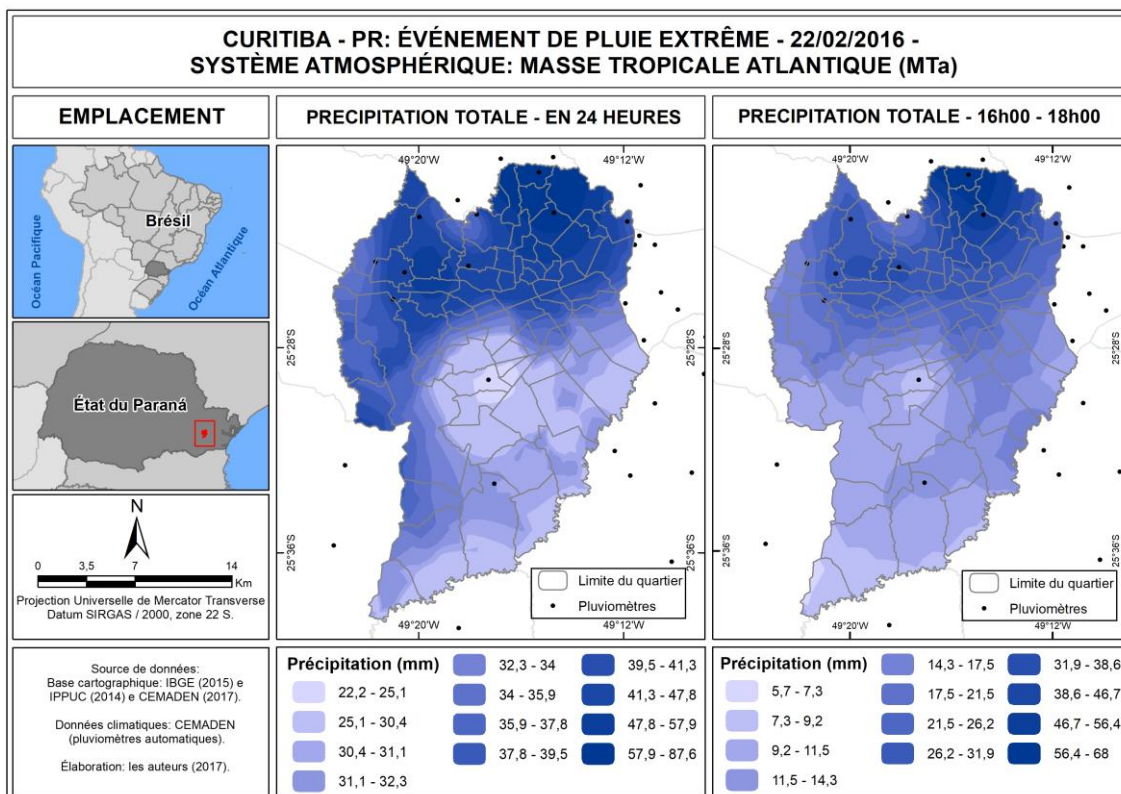 CURITIBA - PR: ÉVÉNEMENT DE PLUIE EXTRÊME - 22/02/2016 -
SYSTÈME ATMOSPHÉRIQUE: MASSE TROPICALE ATLANTIQUE (MTa)
EMPLACEMENT
Océan Pacifique
Brésil
Océan Atlantique
État du Paraná
N
0 3,5 7 14
Km
Projection Universelle de Mercator Transverse
Datum SIRGAS / 2000, zone 22 S.
Source de données:
Base cartographique: IBGE (2015) e
IPPUC (2014) e CEMADEN (2017).
Données climatiques: CEMADEN
(pluviomètres automatiques).
Élaboration: les auteurs (2017).
PRECIPITATION TOTALE - EN 24 HEURES
49°20'W 49°12'W
25°28'S 25°28'S
25°36'S 25°36'S
Limite du quartier
Pluviomètres
49°20'W 49°12'W
Précipitation (mm)
22,2 - 25,1
25,1 - 30,4
30,4 - 31,1
31,1 - 32,3
32,3 - 34
34 - 35,9
35,9 - 37,8
37,8 - 39,5
39,5 - 41,3
41,3 - 47,8
47,8 - 57,9
57,9 - 87,6
PRECIPITATION TOTALE - 16h00 - 18h00
49°20'W 49°12'W
25°28'S
25°36'S
Limite du quartier
Pluviomètres
49°20'W 49°12'W
Précipitation (mm)
5,7 - 7,3
7,3 - 9,2
9,2 - 11,5
11,5 - 14,3
14,3 - 17,5
17,5 - 21,5
21,5 - 26,2
26,2 - 31,9
31,9 - 38,6
38,6 - 46,7
46,7 - 56,4
56,4 - 68